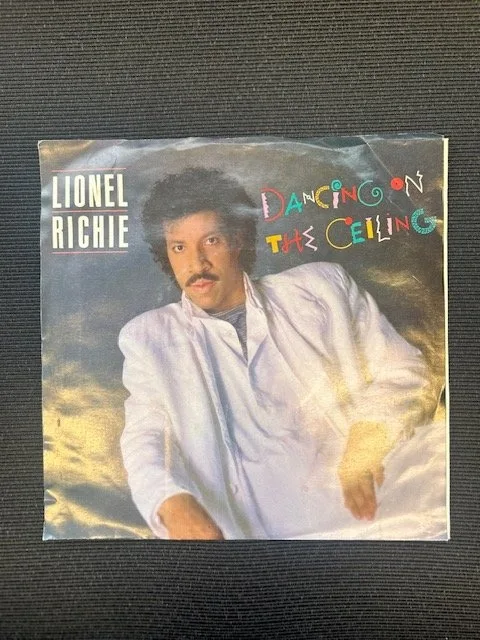 LIONEL
RICHIE
DANCING ON
THE CEILING